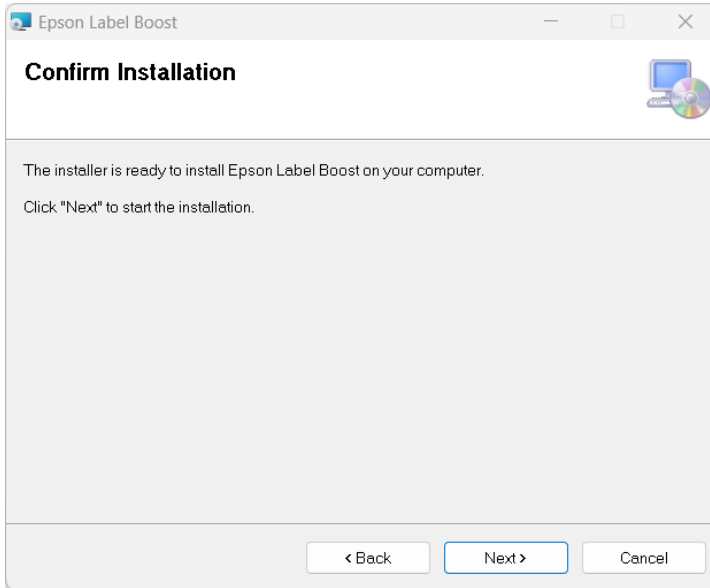 Epson Label Boost
Confirm Installation
The installer is ready to install Epson Label Boost on your computer.
Click "Next" to start the installation.
< Back
Next >
Cancel